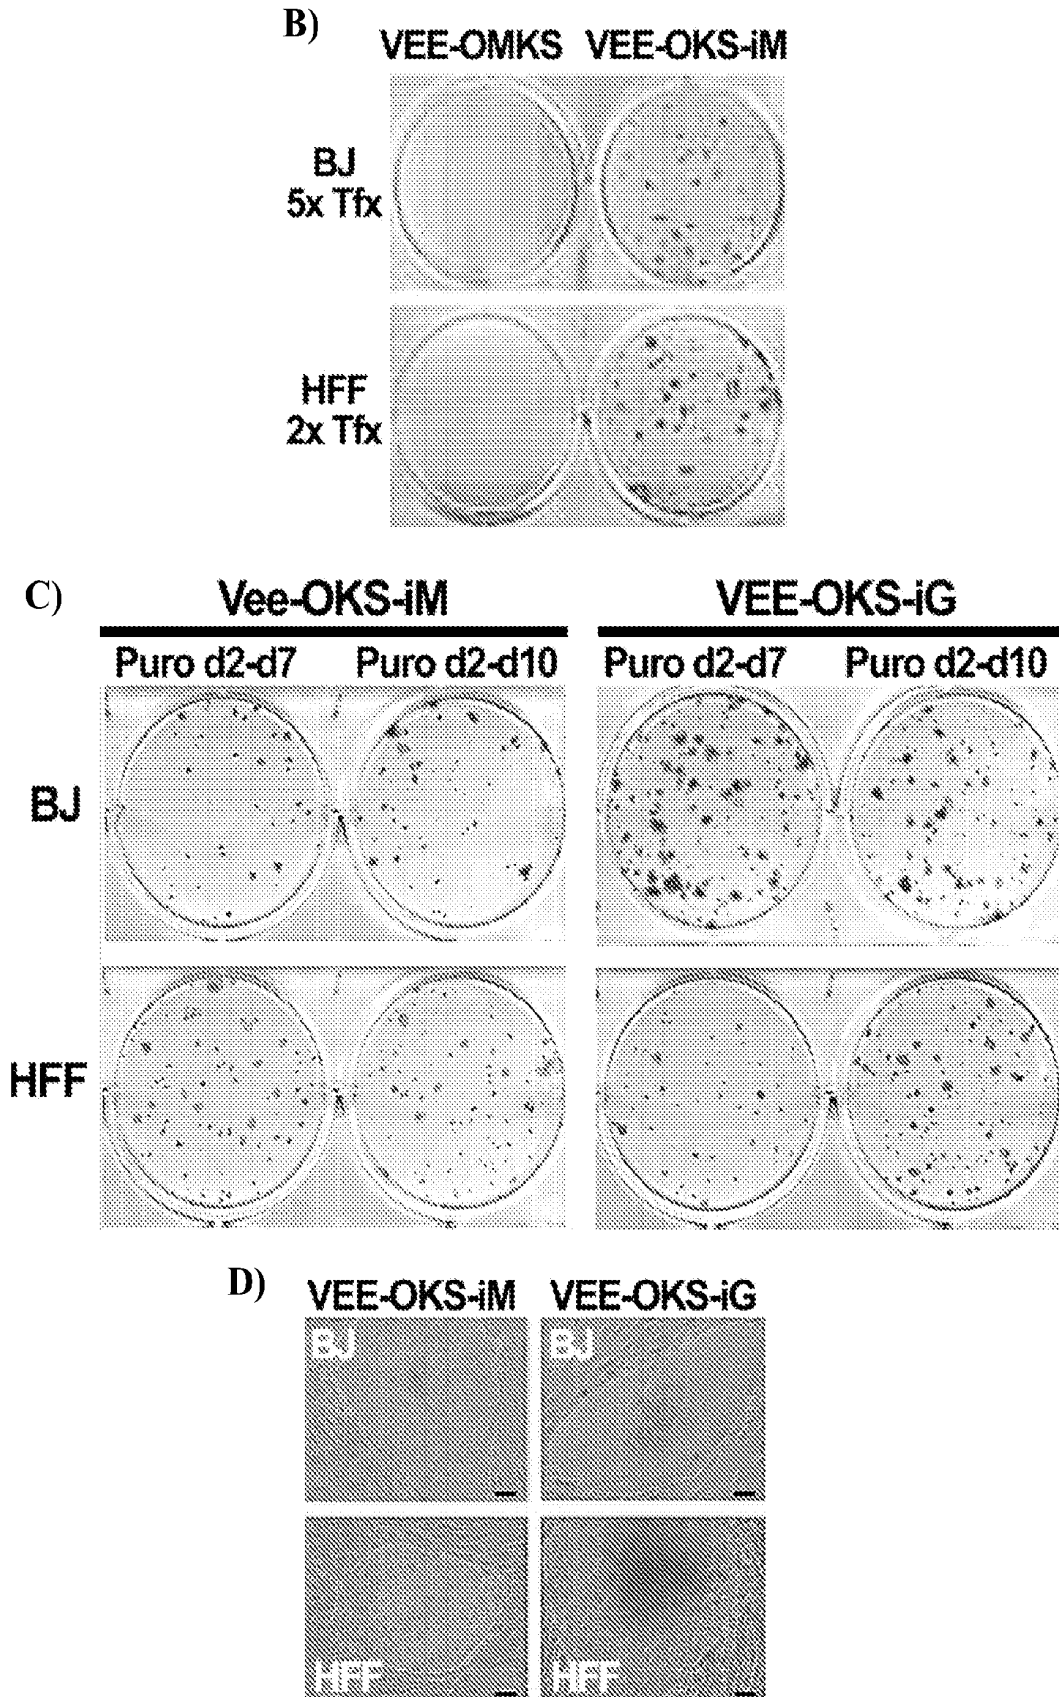 B)
VEE-OMKS VEE-OKS-iM
BJ
5x Tfx
HFF
2x Tfx
C)
Vee-OKS-iM VEE-OKS-iG
Puro d2-d7 Puro d2-d10 Puro d2-d7 Puro d2-d10
BJ
HFF
D)
VEE-OKS-iM VEE-OKS-iG
BJ BJ
HFF HFF